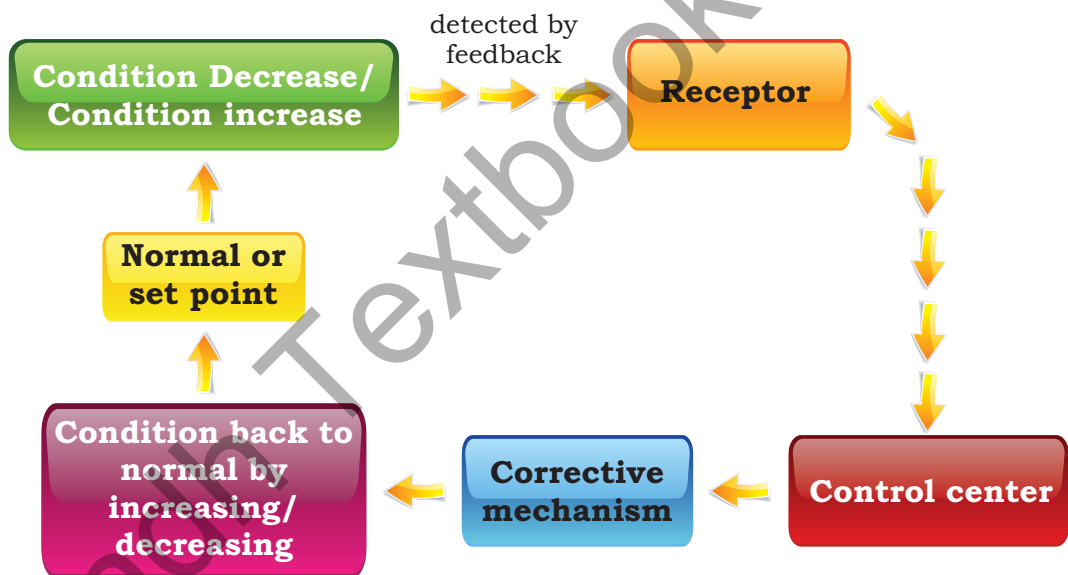 detected by
feedback
Condition Decrease/
Condition increase
Receptor
Normal or
set point
Condition back to
normal by
increasing/
decreasing
Corrective
mechanism
Control center
Textbook